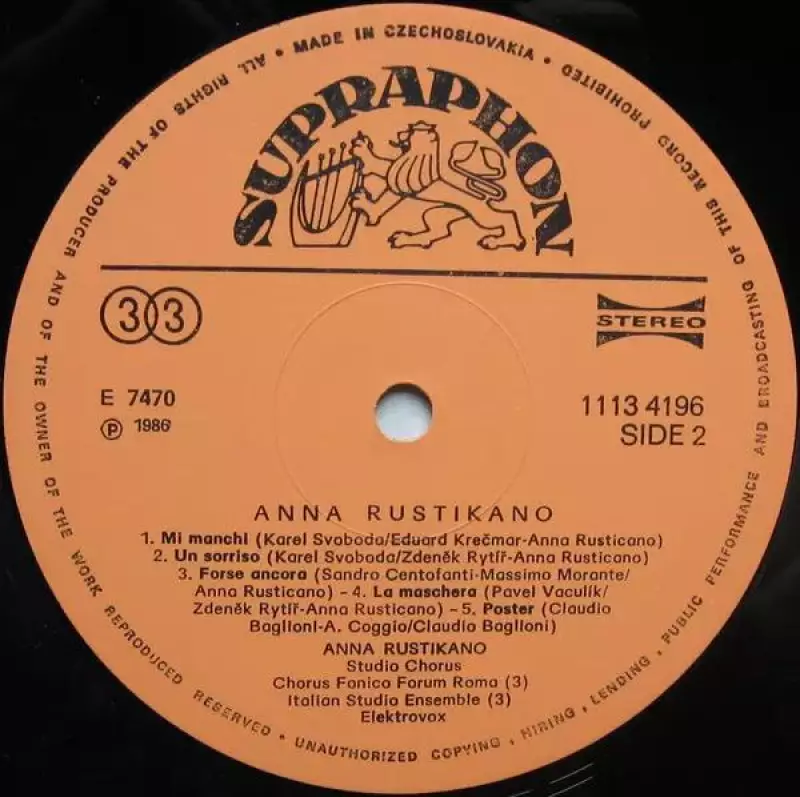 ALL RIGHTS OF THE PRODUCER AND OF THE OWNER OF THE WORK REPRODUCED RESERVED • UNAUTHORIZED COPYING, HIRING, LENDING, PUBLIC PERFORMANCE AND BROADCASTING OF THIS RECORD PROHIBITED • MADE IN CZECHOSLOVAKIA •
SUPRAPHON
33
STEREO
E 7470
1113 4196
Ⓟ 1986
SIDE 2
ANNA RUSTIKANO
1. Mi manchi (Karel Svoboda/Eduard Krečmar-Anna Rusticano)
2. Un sorriso (Karel Svoboda/Zdeněk Rytíř-Anna Rusticano)
3. Forse ancora (Sandro Centofanti-Massimo Morante/
Anna Rusticano) – 4. La maschera (Pavel Vaculík/
Zdeněk Rytíř-Anna Rusticano) – 5. Poster (Claudio
Baglioni-A. Coggio/Claudio Baglioni)
ANNA RUSTIKANO
Studio Chorus
Chorus Fonico Forum Roma (3)
Italian Studio Ensemble (3)
Elektrovox